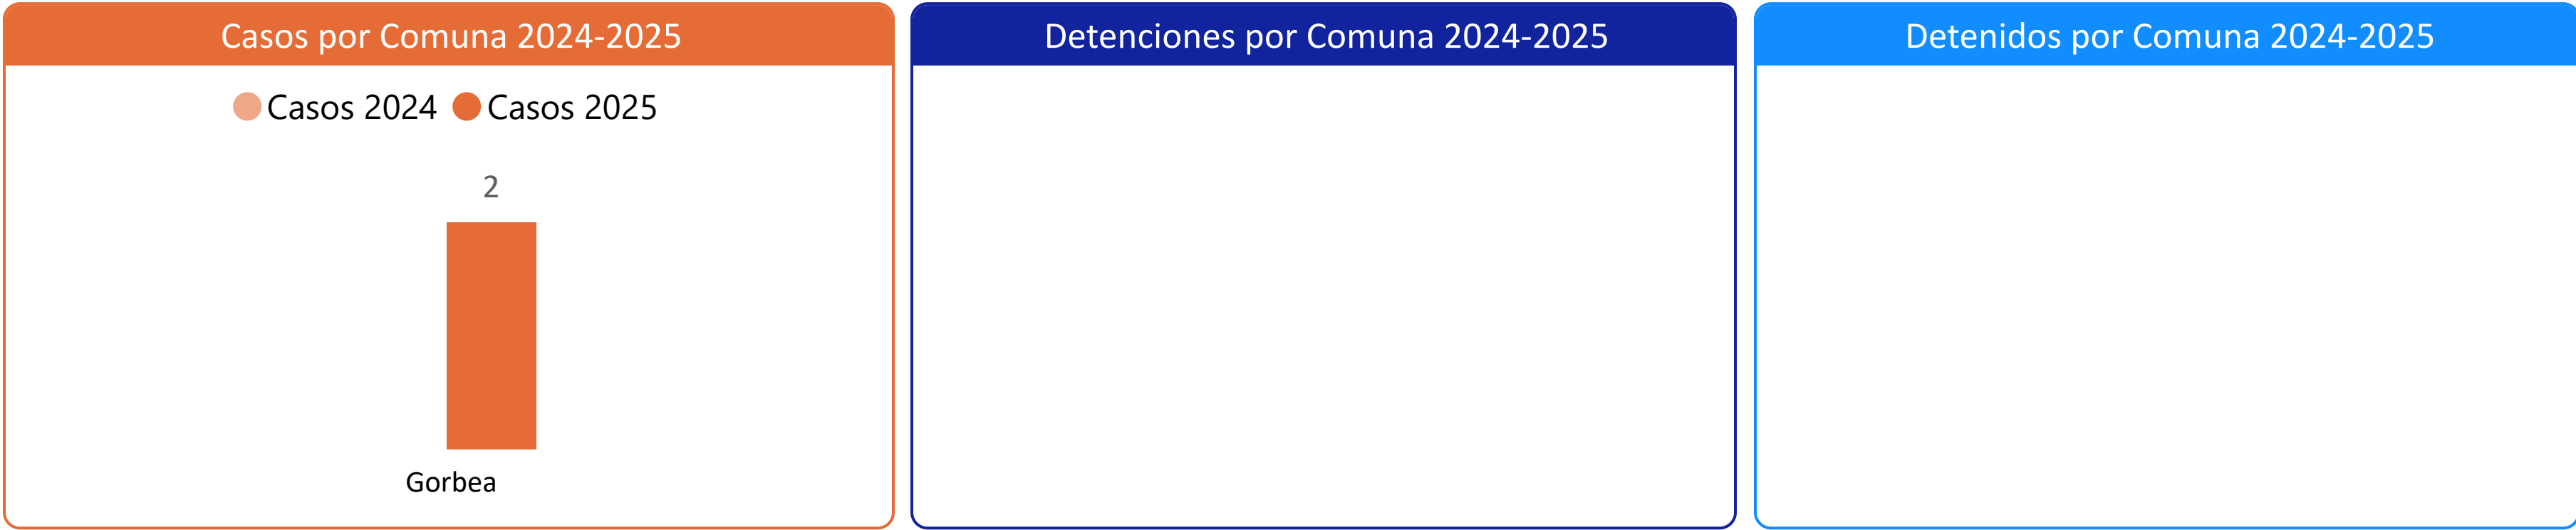 Casos por Comuna 2024-2025
Casos 2024 Casos 2025
2
Gorbea
Detenciones por Comuna 2024-2025
Detenidos por Comuna 2024-2025